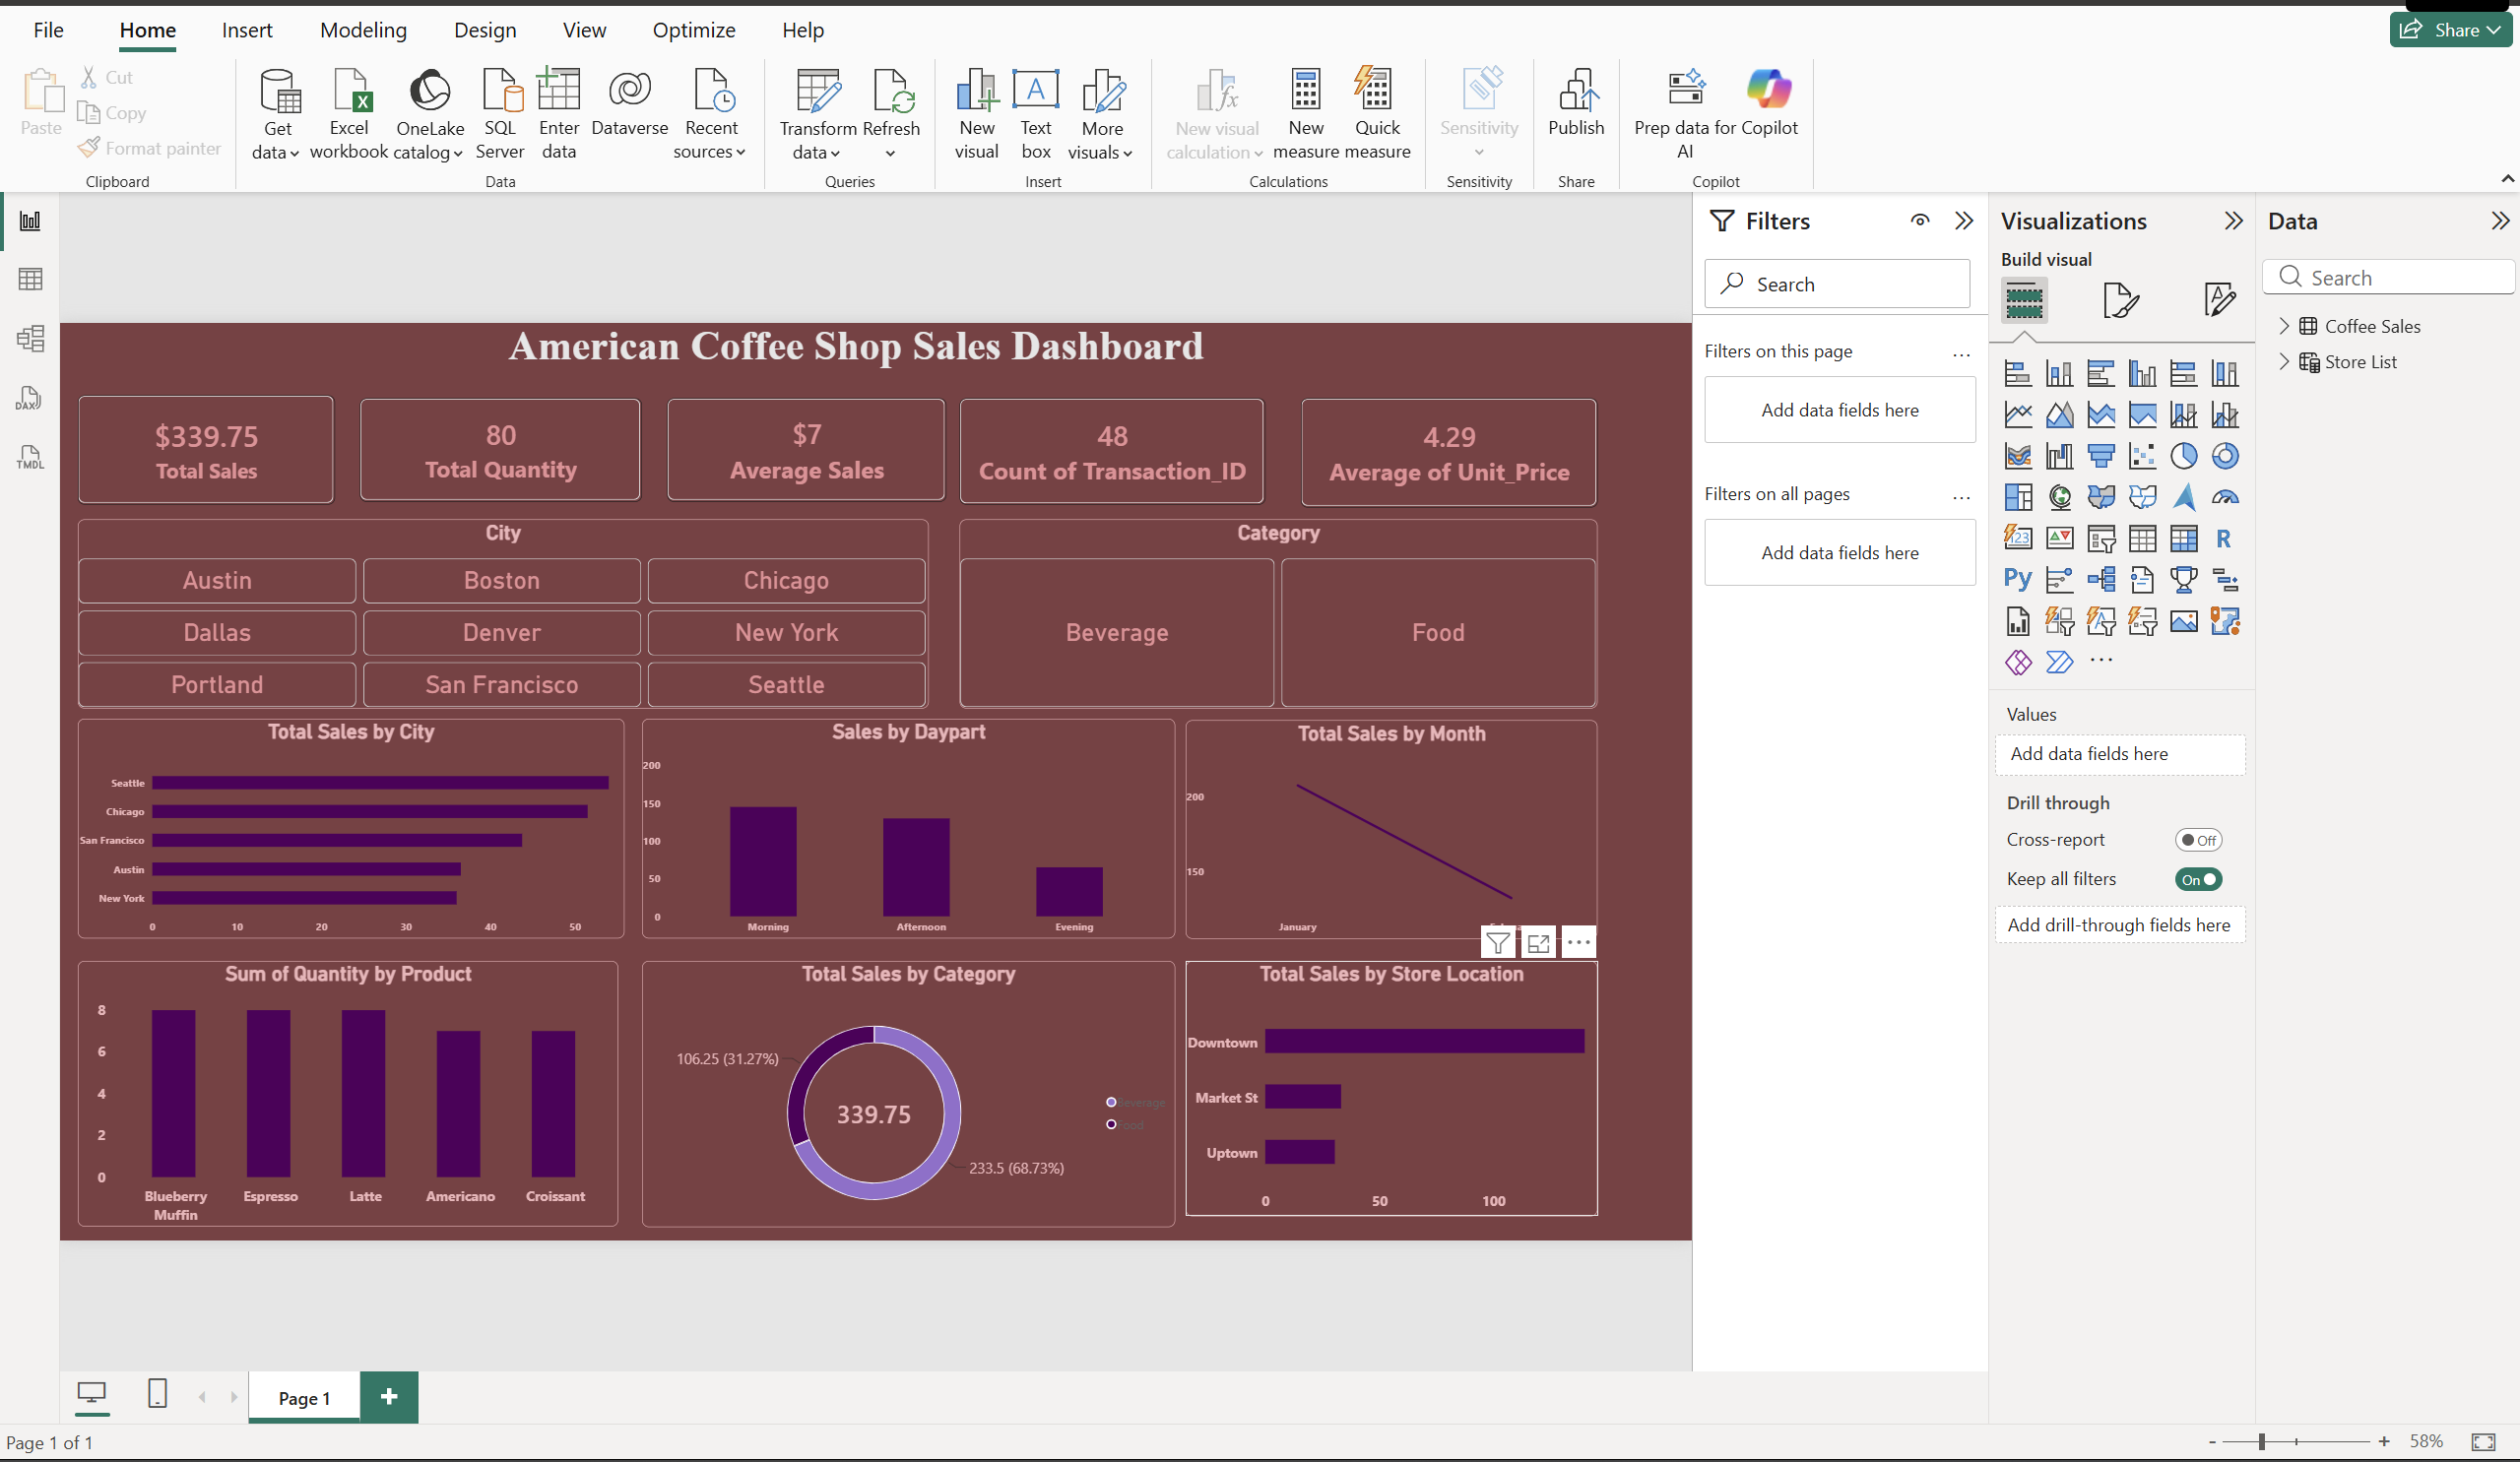 File Home Insert Modeling Design View Optimize Help Share
Paste Cut
Copy
Format painter
Clipboard
Get data
Excel workbook
OneLake catalog
SQL Server
Enter data
Dataverse
Recent sources
Data
Transform data
Refresh
Queries
New visual
Text box
More visuals
Insert
New visual calculation
New measure
Quick measure
Calculations
Sensitivity
Sensitivity
Publish
Share
Prep data for AI
Copilot
Copilot
DAX
TMDL
American Coffee Shop Sales Dashboard
$339.75
Total Sales
80
Total Quantity
$7
Average Sales
48
Count of Transaction_ID
4.29
Average of Unit_Price
City
Austin Boston Chicago
Dallas Denver New York
Portland San Francisco Seattle
Category
Beverage Food
Total Sales by City
Seattle
Chicago
San Francisco
Austin
New York
0 10 20 30 40 50
Sales by Daypart
200
150
100
50
0
Morning Afternoon Evening
Total Sales by Month
200
150
January
Sum of Quantity by Product
8
6
4
2
0
Blueberry Muffin Espresso Latte Americano Croissant
Total Sales by Category
106.25 (31.27%)
339.75
233.5 (68.73%)
Beverage
Food
Total Sales by Store Location
Downtown
Market St
Uptown
0 50 100
Filters
Search
Filters on this page
Add data fields here
Filters on all pages
Add data fields here
Visualizations
Build visual
123
R
Py
Values
Add data fields here
Drill through
Cross-report Off
Keep all filters On
Add drill-through fields here
Data
Search
Coffee Sales
Store List
Page 1
Page 1 of 1
58%